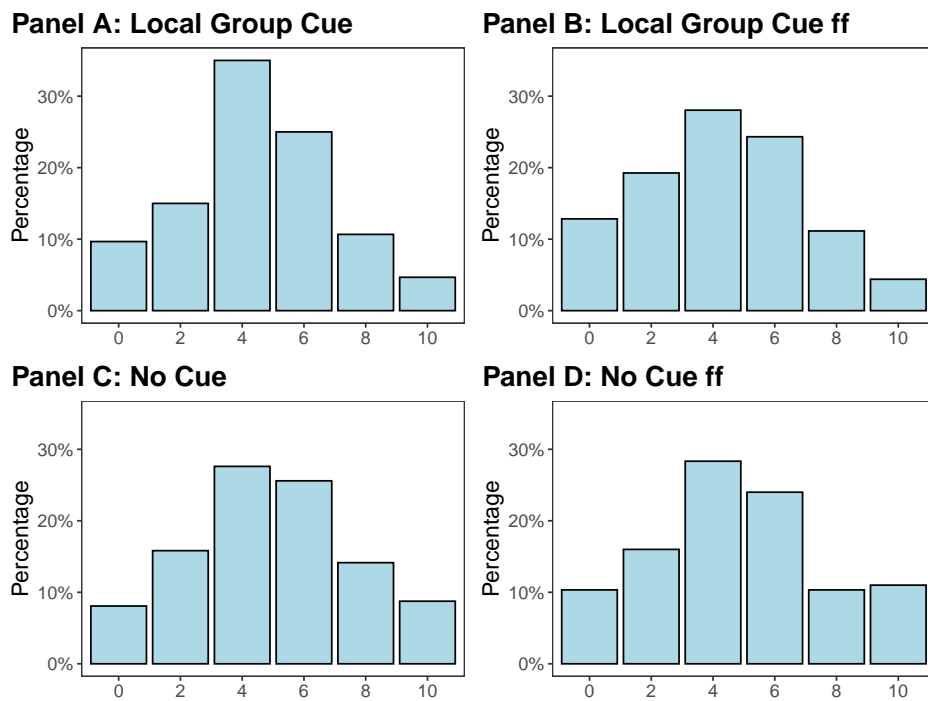 Panel A: Local Group Cue
Percentage
30%
20%
10%
0%
0 2 4 6 8 10
Panel B: Local Group Cue ff
Percentage
30%
20%
10%
0%
0 2 4 6 8 10
Panel C: No Cue
Percentage
30%
20%
10%
0%
0 2 4 6 8 10
Panel D: No Cue ff
Percentage
30%
20%
10%
0%
0 2 4 6 8 10